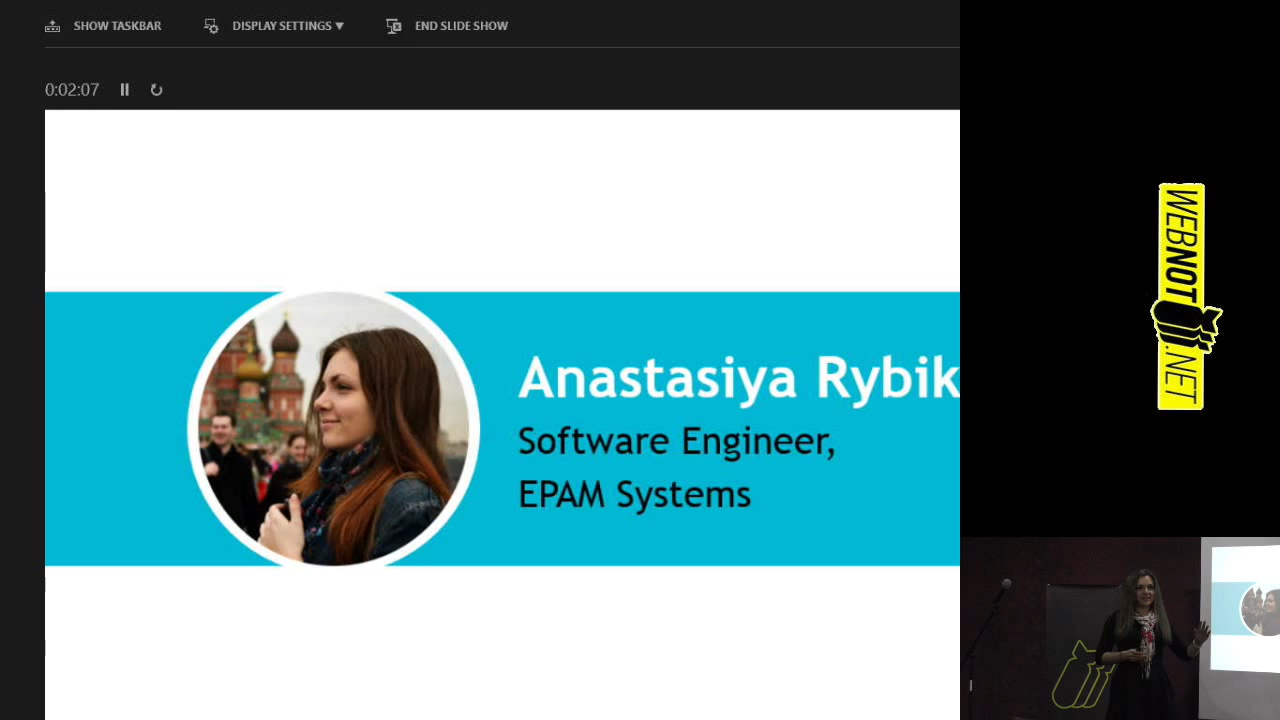 SHOW TASKBAR
DISPLAY SETTINGS
END SLIDE SHOW
0:02:07
Anastasiya Rybik
Software Engineer,
EPAM Systems
WEBNOT
.NET